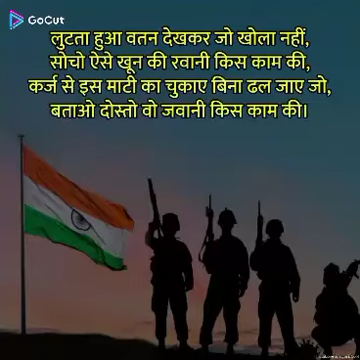 GoCut
लुटता हुआ वतन देखकर जो खोला नहीं,
सोचो ऐसे खून की रवानी किस काम की,
कर्ज से इस माटी का चुकाए बिना ढल जाए जो,
बताओ दोस्तो वो जवानी किस काम की।